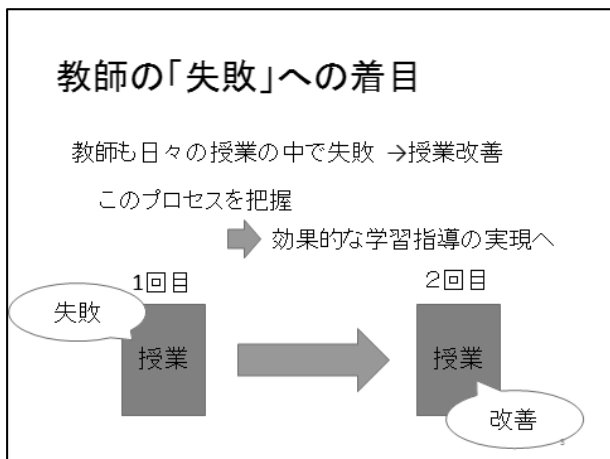 教師の「失敗」への着目
教師も日々の授業の中で失敗 →授業改善
このプロセスを把握
効果的な学習指導の実現へ
1回目
2回目
失敗
授業
授業
改善